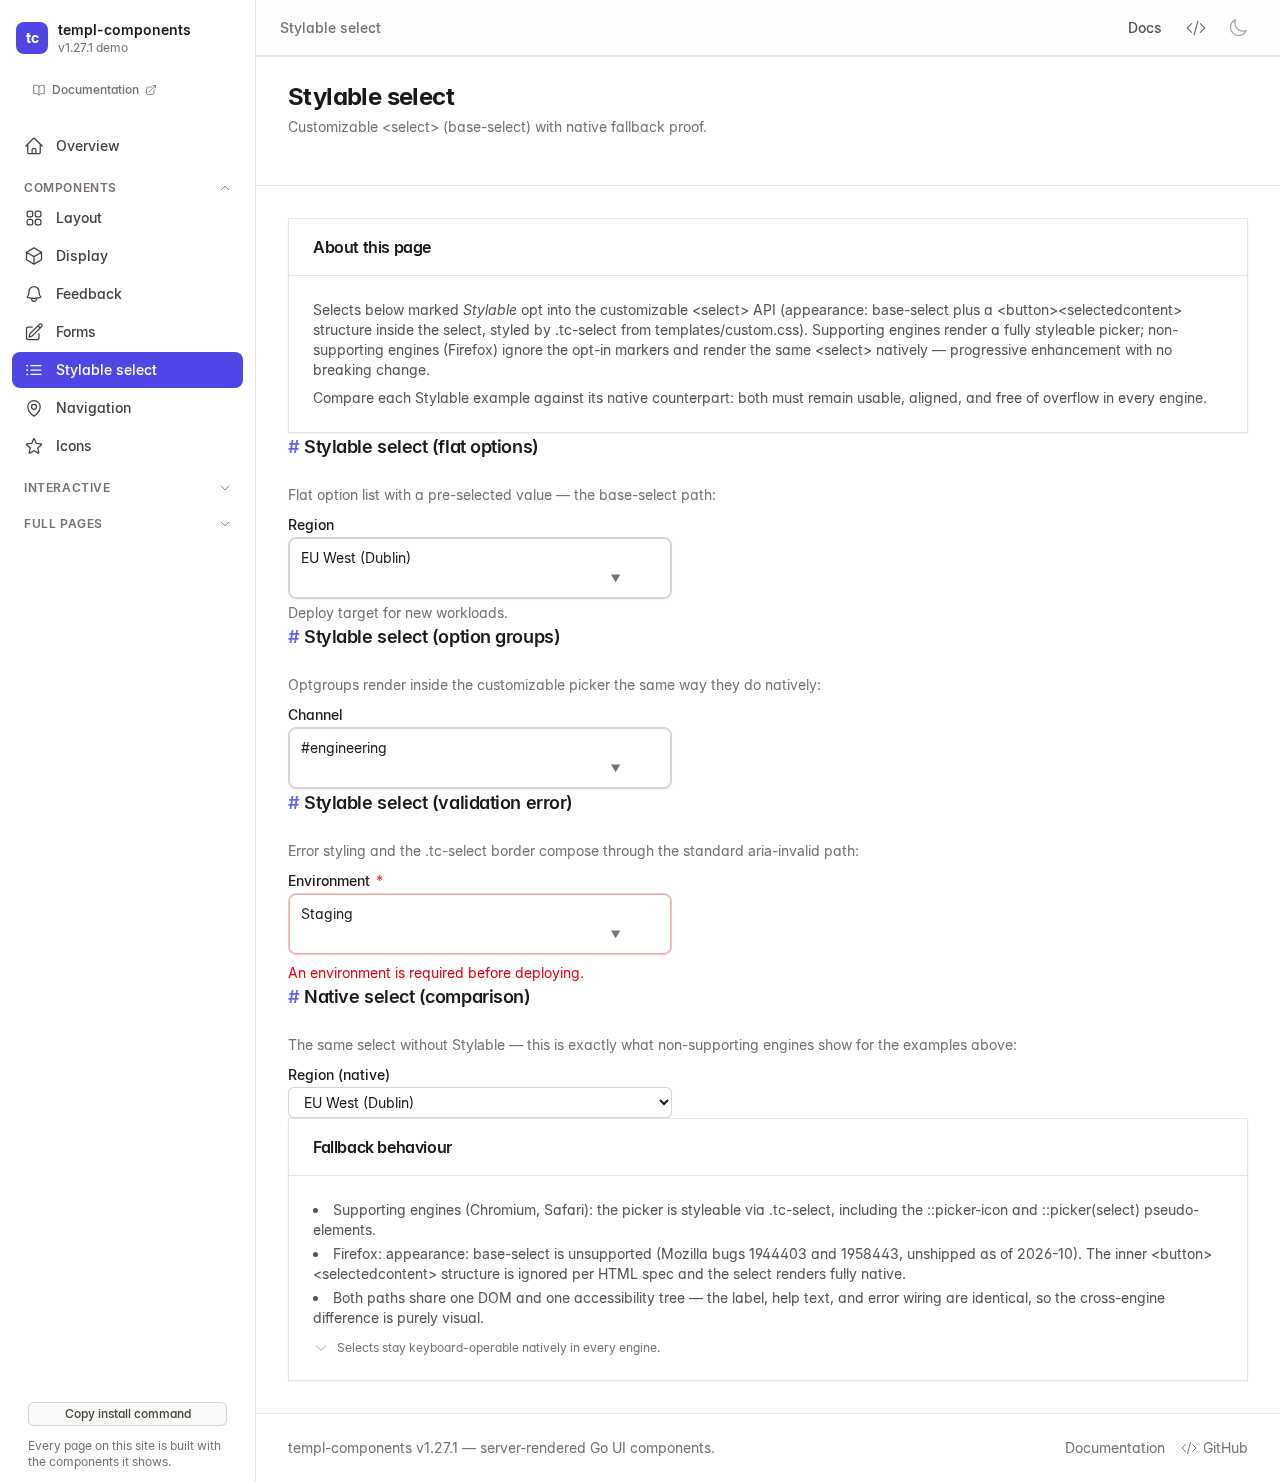 tc
templ-components
v1.27.1 demo
Documentation
Overview
COMPONENTS
Layout
Display
Feedback
Forms
Stylable select
Navigation
Icons
INTERACTIVE
FULL PAGES
Copy install command
Every page on this site is built with
the components it shows.
Stylable select
Docs
Stylable select
Customizable <select> (base-select) with native fallback proof.
About this page
Selects below marked Stylable opt into the customizable <select> API (appearance: base-select plus a <button><selectedcontent>
structure inside the select, styled by .tc-select from templates/custom.css). Supporting engines render a fully styleable picker; non-
supporting engines (Firefox) ignore the opt-in markers and render the same <select> natively — progressive enhancement with no
breaking change.
Compare each Stylable example against its native counterpart: both must remain usable, aligned, and free of overflow in every engine.
# Stylable select (flat options)
Flat option list with a pre-selected value — the base-select path:
Region
EU West (Dublin)
Deploy target for new workloads.
# Stylable select (option groups)
Optgroups render inside the customizable picker the same way they do natively:
Channel
#engineering
# Stylable select (validation error)
Error styling and the .tc-select border compose through the standard aria-invalid path:
Environment *
Staging
An environment is required before deploying.
# Native select (comparison)
The same select without Stylable — this is exactly what non-supporting engines show for the examples above:
Region (native)
EU West (Dublin)
Fallback behaviour
• Supporting engines (Chromium, Safari): the picker is styleable via .tc-select, including the ::picker-icon and ::picker(select) pseudo-
elements.
• Firefox: appearance: base-select is unsupported (Mozilla bugs 1944403 and 1958443, unshipped as of 2026-10). The inner <button>
<selectedcontent> structure is ignored per HTML spec and the select renders fully native.
• Both paths share one DOM and one accessibility tree — the label, help text, and error wiring are identical, so the cross-engine
difference is purely visual.
Selects stay keyboard-operable natively in every engine.
templ-components v1.27.1 — server-rendered Go UI components.
Documentation
GitHub